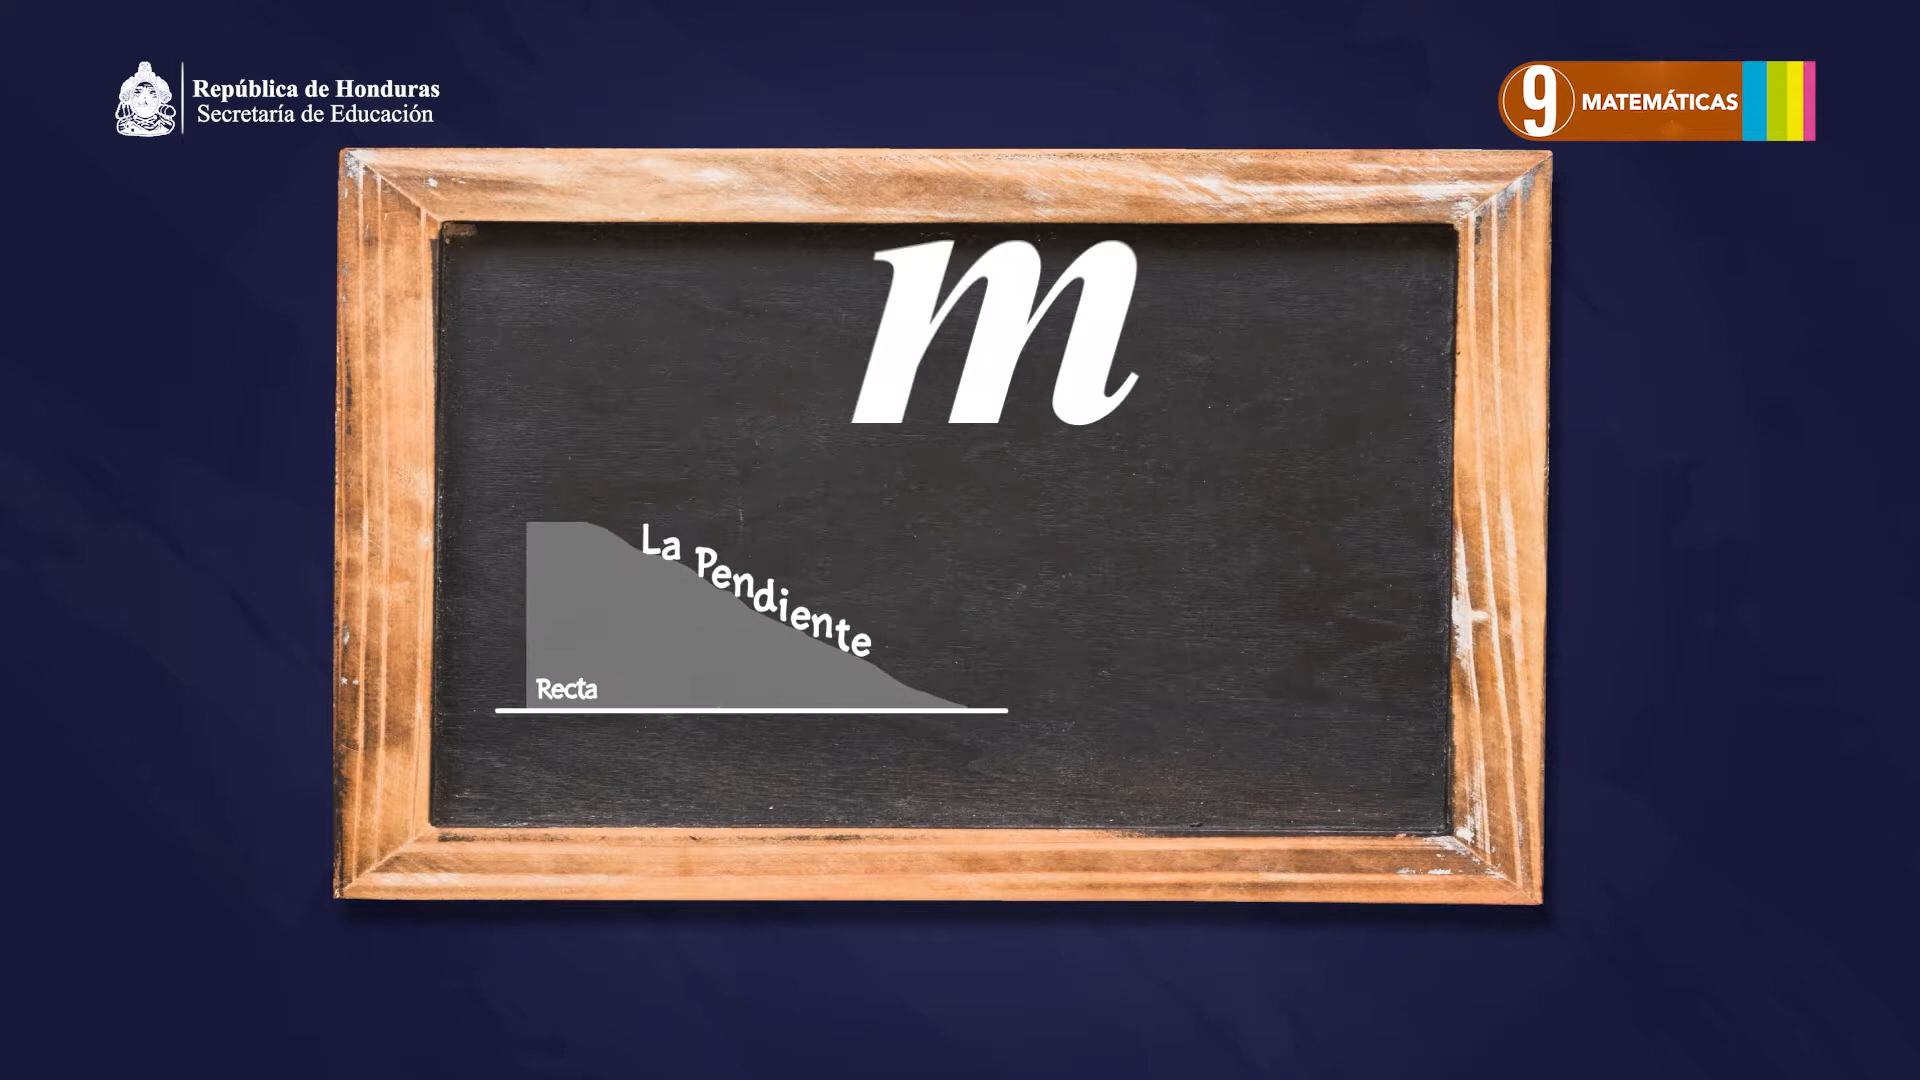 República de Honduras
Secretaría de Educación
9 MATEMÁTICAS
m
La Pendiente
Recta